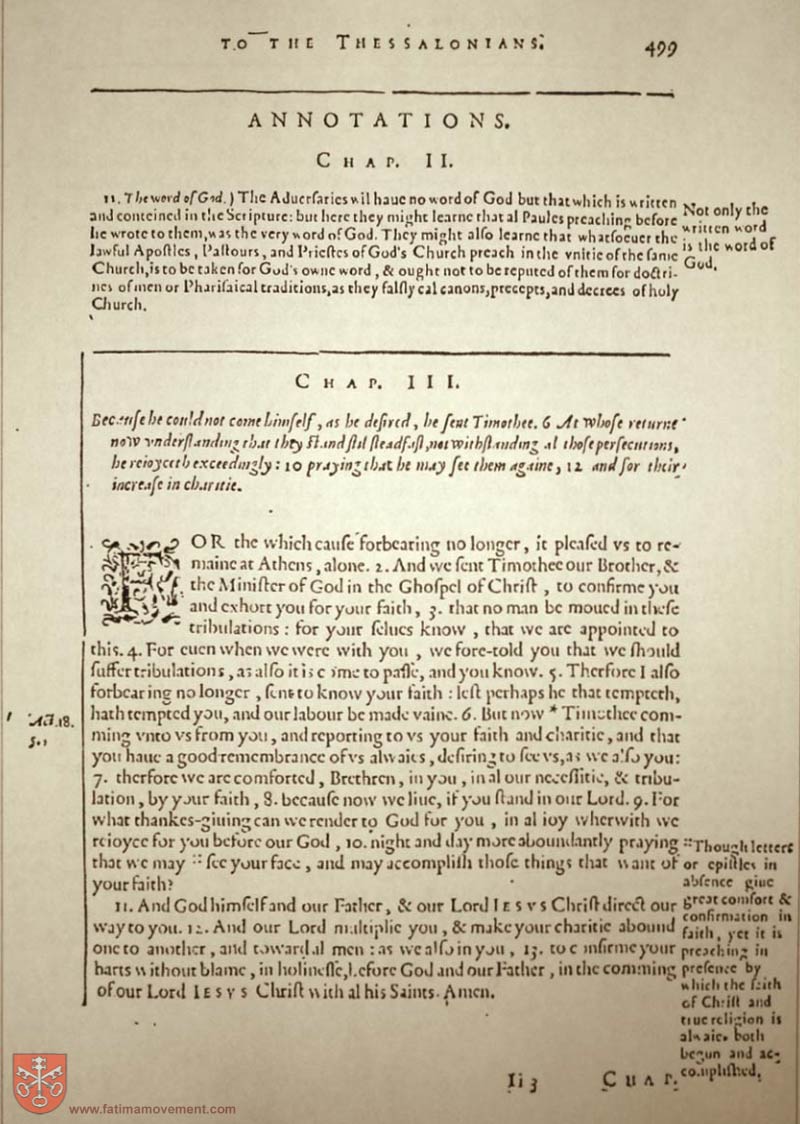 TO THE THESSALONIANS. 499
ANNOTATIONS.
CHAP. II.
11. The word of God.) The Aduersaries wil haue no word of God but that which is written
and conteined in the Scripture: but here they might learne that al Paules preaching before
he wrote to them, was the very word of God. They might also learne that whatsoeuer the
lawful Apostles, Pastours, and Priestes of God's Church preach in the vnitie of the same
Church, is to be taken for God's owne word, & ought not to be reputed of them for doctri-
nes of men or Pharisaical traditions, as they falsly cal canons, precepts, and decrees of holy
Church.
Not only the
written word
is the word of
God.
CHAP. III.
Because he could not come himself, as he desired, he sent Timothee. 6 At whose returne
now vnderstanding that they stand stil steadfast, notwithstanding al those persecutions,
he reioyceth exceedingly: 10 praying that he may see them againe, 12 and for their
increase in charitie.
FOR the which cause forbearing no longer, it pleased vs to re-
maine at Athens, alone. 2. And we sent Timothee our Brother, &
the Minister of God in the Ghospel of Christ, to confirme you
and exhort you for your faith, 3. that no man be moued in these
tribulations: for your selues know, that we are appointed to
this. 4. For euen when we were with you, we fore-told you that we should
suffer tribulations, as also it is come to passe, and you know. 5. Therfore I also
forbearing no longer, sent to know your faith: lest perhaps he that tempteth,
hath tempted you, and our labour be made vaine. 6. But now * Timothee com-
ming vnto vs from you, and reporting to vs your faith and charitie, and that
you haue a good remembrance of vs alwaies, desiring to see vs, as we also you:
7. therfore we are comforted, Brethren, in you, in al our necessitie, & tribu-
lation, by your faith, 8. because now we liue, if you stand in our Lord. 9. For
what thankes-giuing can we render to God for you, in al ioy wherwith we
reioyce for you before our God, 10. night and day more aboundantly praying
that we may :: see your face, and may accomplish those things that want of
your faith?
11. And God himself and our Father, & our Lord IESVS Christ direct our
way to you. 12. And our Lord multiplie you, & make your charitie abound
one to another, and toward al men: as we also in you, 13. to confirme your
harts without blame, in holinesse, before God and our Father, in the comming
of our Lord IESVS Christ with al his Saints. Amen.
Act. 18.
5.
:: Though letters
or epistles in
absence giue
great comfort &
confirmation in
faith, yet it is
preaching in
presence by
which the faith
of Christ and
true religion is
alwaies both
begun and ac-
complished.
Ii 3 CHAP.
www.fatimamovement.com